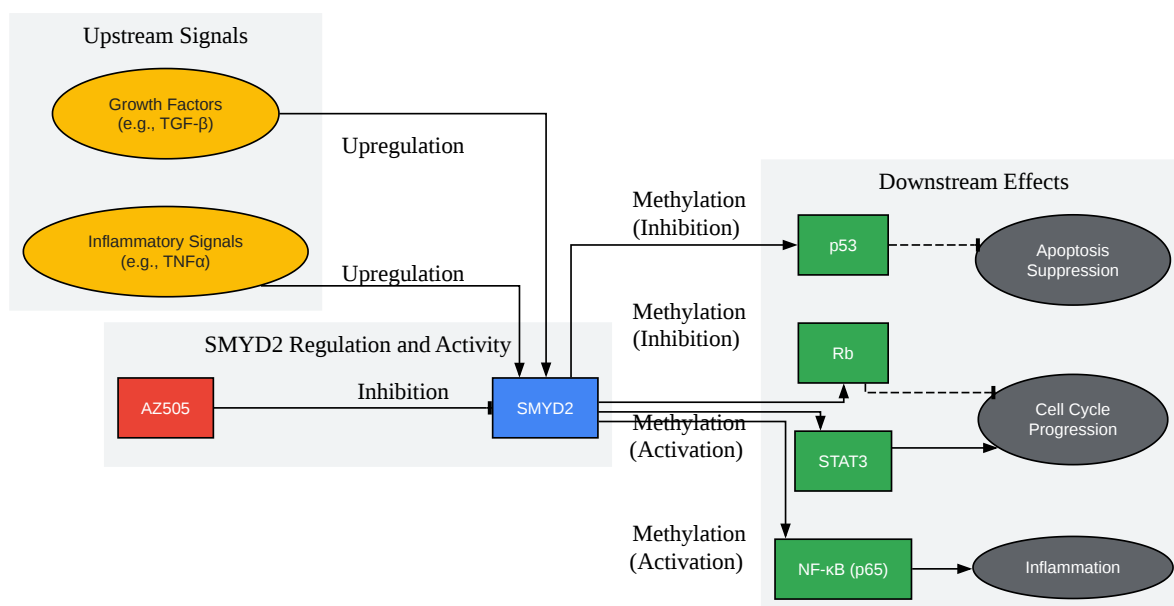 Upstream Signals
Growth Factors
(e.g., TGF-β)
Upregulation
Inflammatory Signals
(e.g., TNFα)
Upregulation
SMYD2 Regulation and Activity
AZ505
Inhibition
SMYD2
Downstream Effects
Methylation
(Inhibition)
p53
Apoptosis
Suppression
Methylation
(Inhibition)
Rb
Cell Cycle
Progression
Methylation
(Activation)
STAT3
Methylation
(Activation)
NF-κB (p65)
Inflammation